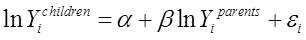 ln Y_i^{children} = α + β ln Y_i^{parents} + ε_i